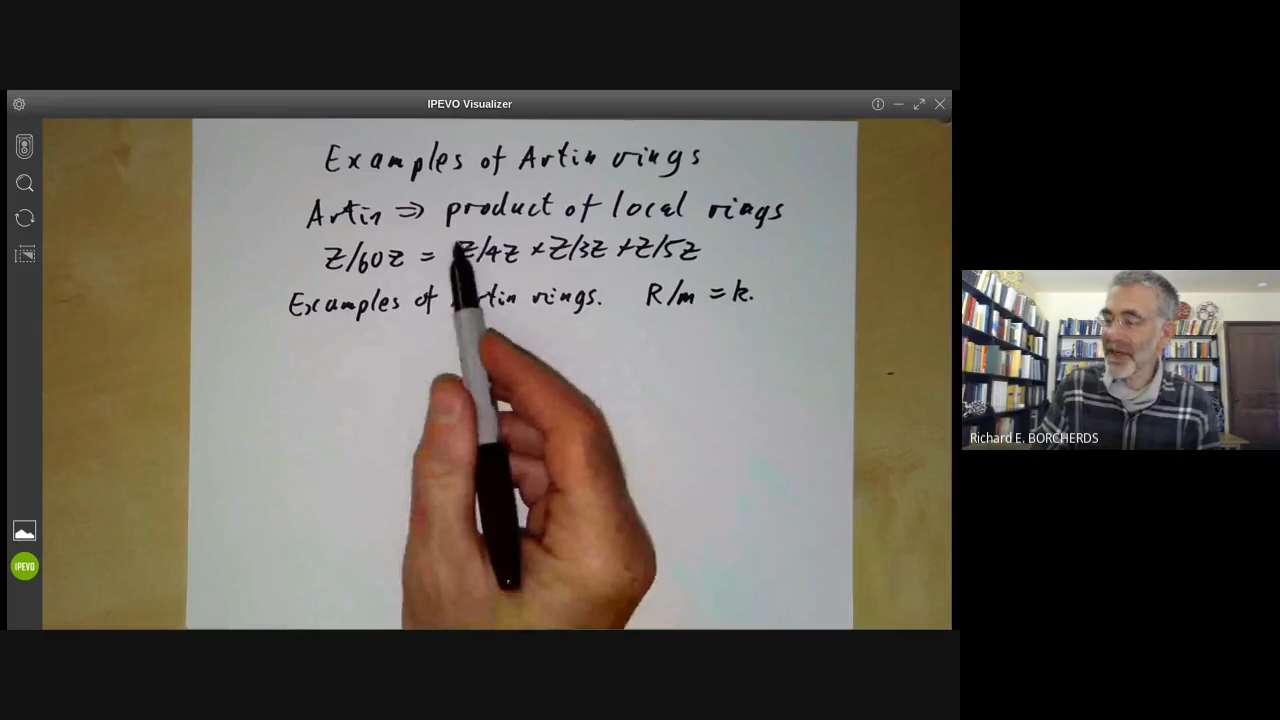 IPEVO Visualizer
Examples of Artin rings
Artin ⇒ product of local rings
Z/60Z = Z/4Z × Z/3Z × Z/5Z
Examples of Artin rings. R/m = k.
Richard E. BORCHERDS
IPEVO